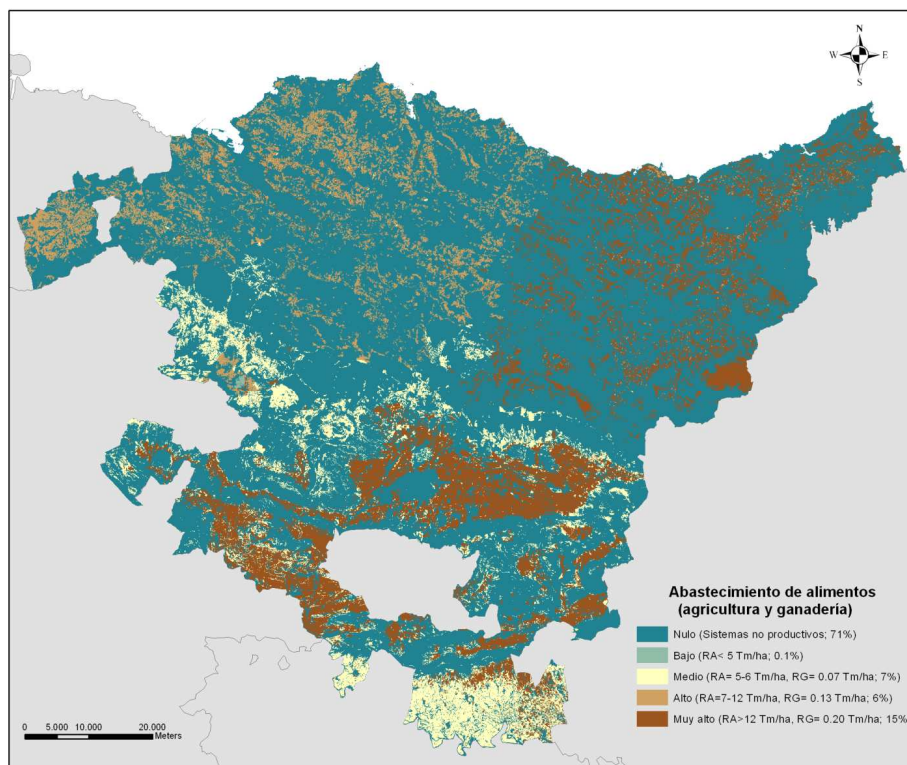 N
W E
S
Abastecimiento de alimentos
(agricultura y ganadería)
Nulo (Sistemas no productivos; 71%)
Bajo (RA< 5 Tm/ha; 0.1%)
Medio (RA= 5-6 Tm/ha, RG= 0.07 Tm/ha; 7%)
Alto (RA=7-12 Tm/ha, RG= 0.13 Tm/ha; 6%)
Muy alto (RA>12 Tm/ha, RG= 0.20 Tm/ha; 15%
0 5.000 10.000 20.000
Meters